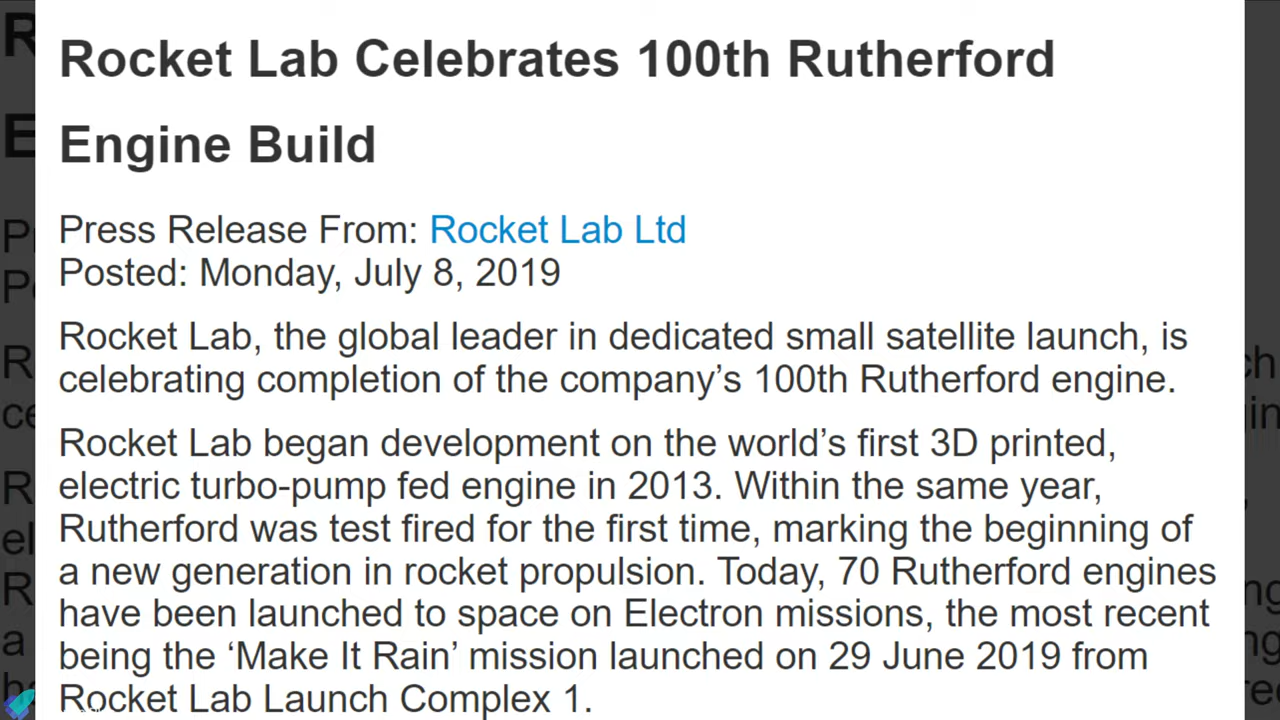 Rocket Lab Celebrates 100th Rutherford
Engine Build
Press Release From: Rocket Lab Ltd
Posted: Monday, July 8, 2019
Rocket Lab, the global leader in dedicated small satellite launch, is
celebrating completion of the company’s 100th Rutherford engine.
Rocket Lab began development on the world’s first 3D printed,
electric turbo-pump fed engine in 2013. Within the same year,
Rutherford was test fired for the first time, marking the beginning of
a new generation in rocket propulsion. Today, 70 Rutherford engines
have been launched to space on Electron missions, the most recent
being the ‘Make It Rain’ mission launched on 29 June 2019 from
Rocket Lab Launch Complex 1.